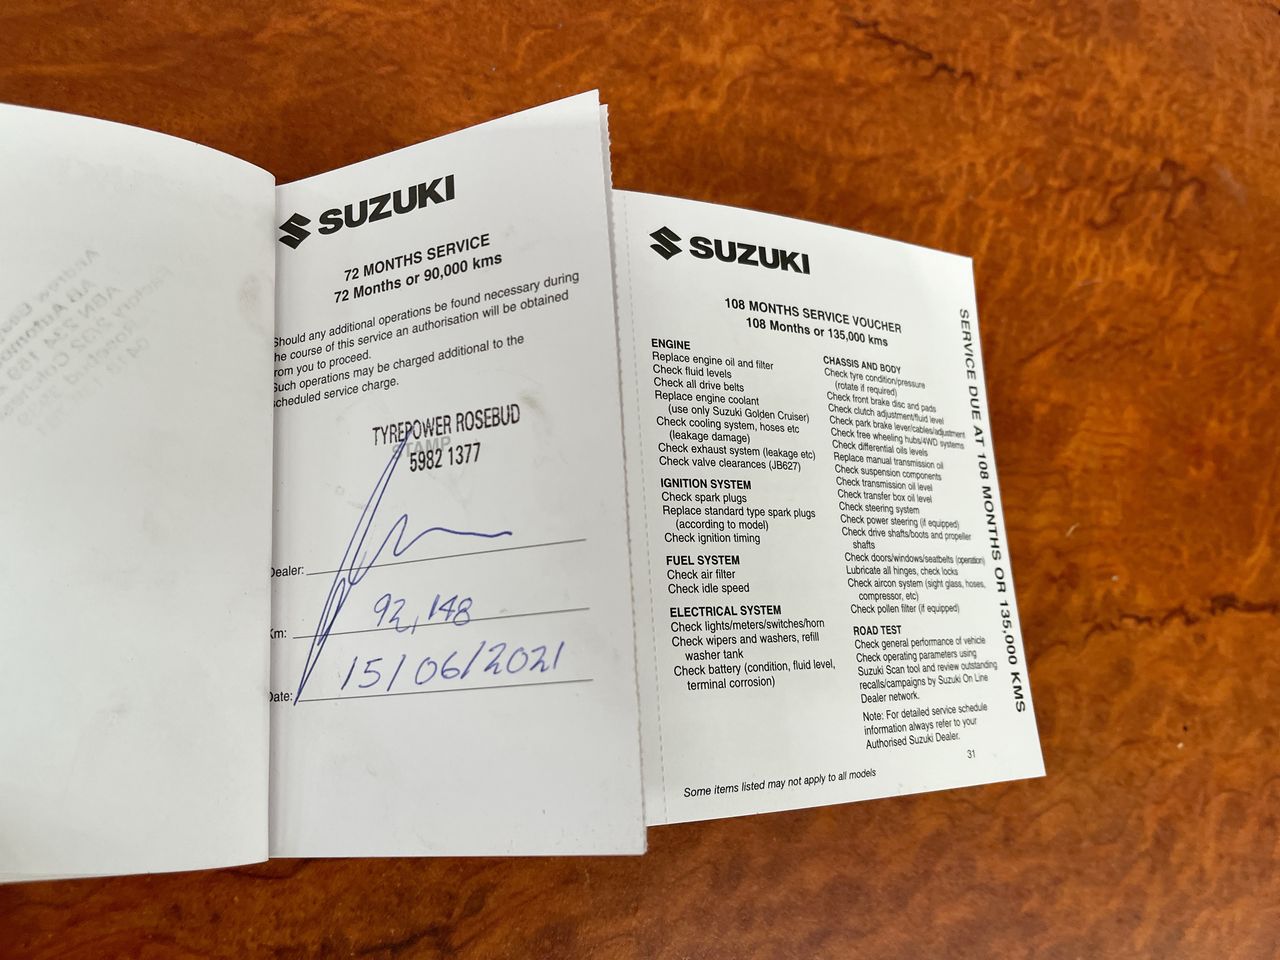 SUZUKI
72 MONTHS SERVICE
72 Months or 90,000 kms
Should any additional operations be found necessary during
the course of this service an authorisation will be obtained
from you to proceed.
Such operations may be charged additional to the
scheduled service charge.
TYREPOWER ROSEBUD
STAMP
5982 1377
Dealer:
Km: 92,148
Date: 15/06/2021
SUZUKI
108 MONTHS SERVICE VOUCHER
108 Months or 135,000 kms
ENGINE
Replace engine oil and filter
Check fluid levels
Check all drive belts
Replace engine coolant
(use only Suzuki Golden Cruiser)
Check cooling system, hoses etc
(leakage damage)
Check exhaust system (leakage etc)
Check valve clearances (JB627)
IGNITION SYSTEM
Check spark plugs
Replace standard type spark plugs
(according to model)
Check ignition timing
FUEL SYSTEM
Check air filter
Check idle speed
ELECTRICAL SYSTEM
Check lights/meters/switches/horn
Check wipers and washers, refill
washer tank
Check battery (condition, fluid level,
terminal corrosion)
CHASSIS AND BODY
Check tyre condition/pressure
(rotate if required)
Check front brake disc and pads
Check clutch adjustment/fluid level
Check park brake lever/cables/adjustment
Check free wheeling hubs/4WD systems
Check differential oils levels
Replace manual transmission oil
Check suspension components
Check transmission oil level
Check transfer box oil level
Check steering system
Check power steering (if equipped)
Check drive shafts/boots and propeller
shafts
Check doors/windows/seatbelts (operation)
Lubricate all hinges, check locks
Check aircon system (sight glass, hoses,
compressor, etc)
Check pollen filter (if equipped)
ROAD TEST
Check general performance of vehicle
Check operating parameters using
Suzuki Scan tool and review outstanding
recalls/campaigns by Suzuki On Line
Dealer network.
Note: For detailed service schedule
information always refer to your
Authorised Suzuki Dealer.
31
Some items listed may not apply to all models
SERVICE DUE AT 108 MONTHS OR 135,000 KMS